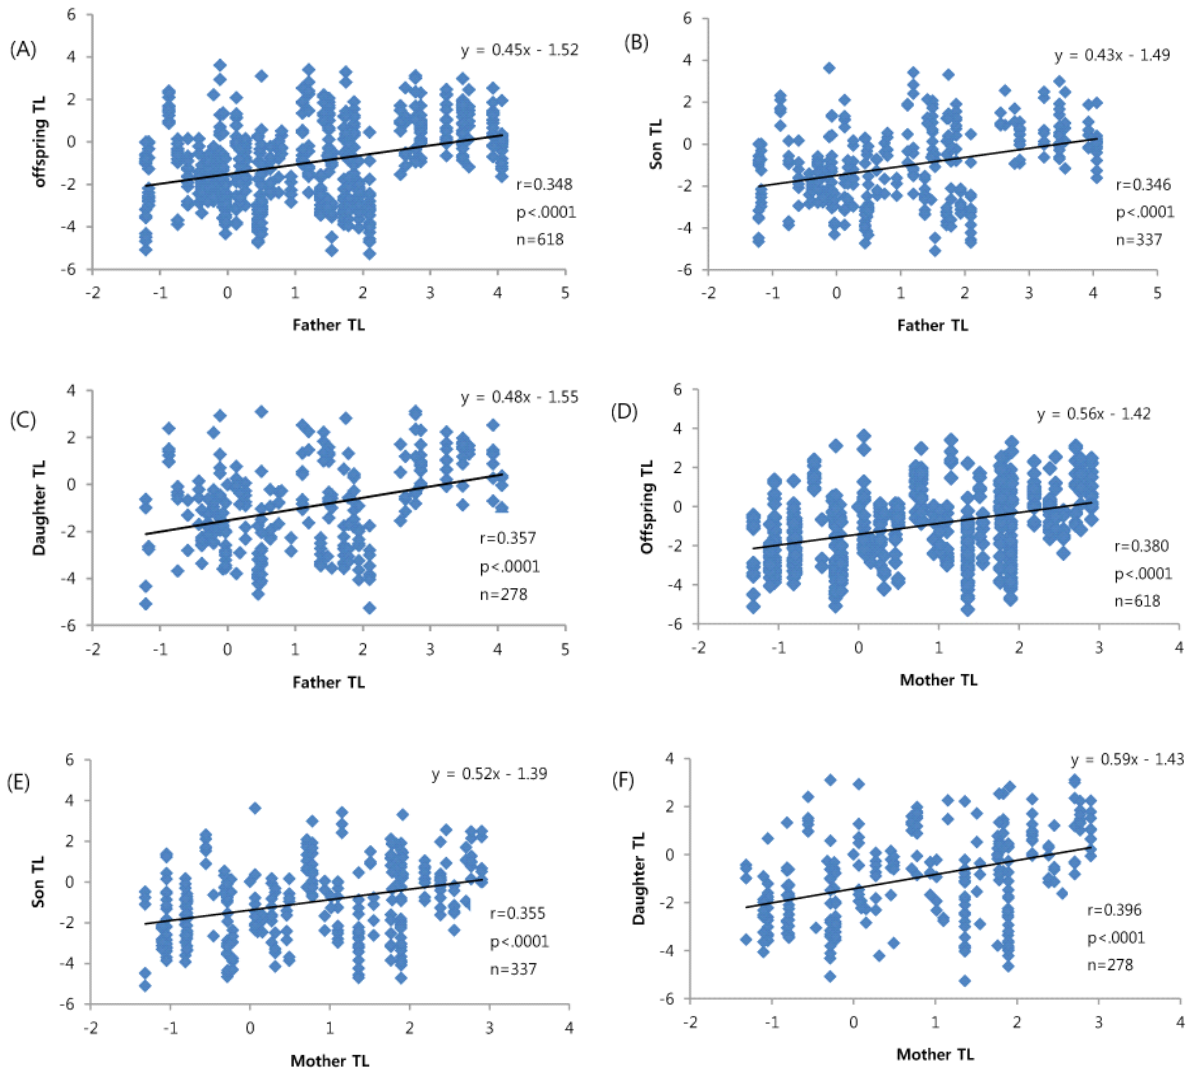 (A)
y = 0.45x - 1.52
6
4
2
0
-2
-4
-6
offspring TL
r=0.348
p<.0001
n=618
-2 -1 0 1 2 3 4 5
Father TL
(B)
y = 0.43x - 1.49
6
4
2
0
-2
-4
-6
Son TL
r=0.346
p<.0001
n=337
-2 -1 0 1 2 3 4 5
Father TL
(C)
y = 0.48x - 1.55
4
2
0
-2
-4
-6
Daughter TL
r=0.357
p<.0001
n=278
-2 -1 0 1 2 3 4 5
Father TL
(D)
y = 0.56x - 1.42
6
4
2
0
-2
-4
-6
Offspring TL
r=0.380
p<.0001
n=618
-2 -1 0 1 2 3 4
Mother TL
(E)
y = 0.52x - 1.39
6
4
2
0
-2
-4
-6
Son TL
r=0.355
p<.0001
n=337
-2 -1 0 1 2 3 4
Mother TL
(F)
y = 0.59x - 1.43
4
2
0
-2
-4
-6
Daughter TL
r=0.396
p<.0001
n=278
-2 -1 0 1 2 3 4
Mother TL